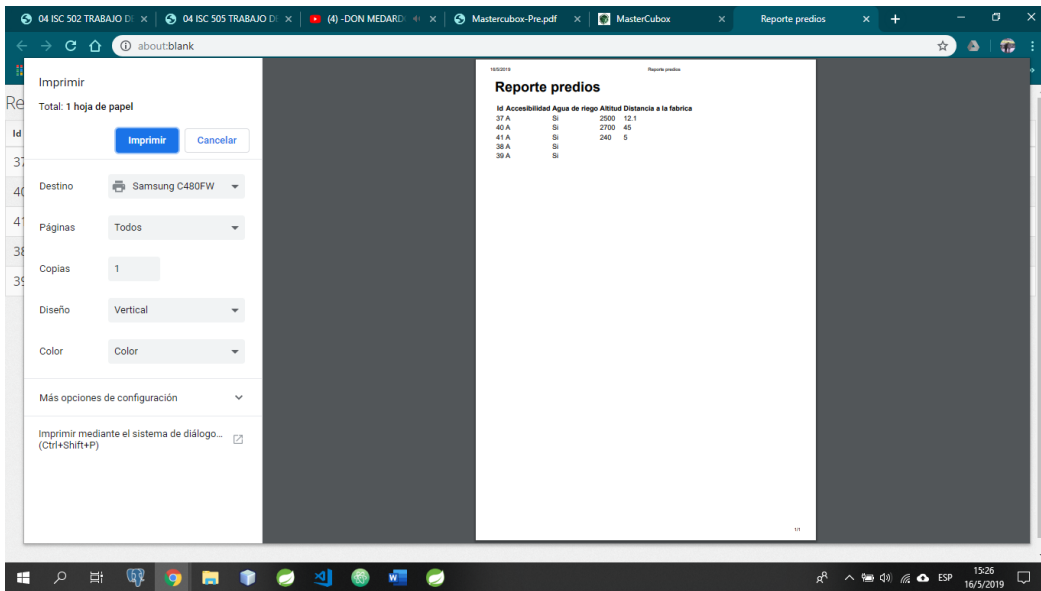 04 ISC 502 TRABAJO DE
04 ISC 505 TRABAJO DE
(4) -DON MEDARD
Mastercubox-Pre.pdf
MasterCubox
Reporte predios
about:blank
Imprimir
Total: 1 hoja de papel
Imprimir Cancelar
Destino Samsung C480FW
Páginas Todos
Copias 1
Diseño Vertical
Color Color
Más opciones de configuración
Imprimir mediante el sistema de diálogo...
(Ctrl+Shift+P)
Re
Id
37
40
41
38
39
16/5/2019 Reporte predios
Reporte predios
Id Accesibilidad Agua de riego Altitud Distancia a la fabrica
37 A Si 2500 12.1
40 A Si 2700 45
41 A Si 240 5
38 A Si
39 A Si
1/1
ESP
15:26
16/5/2019